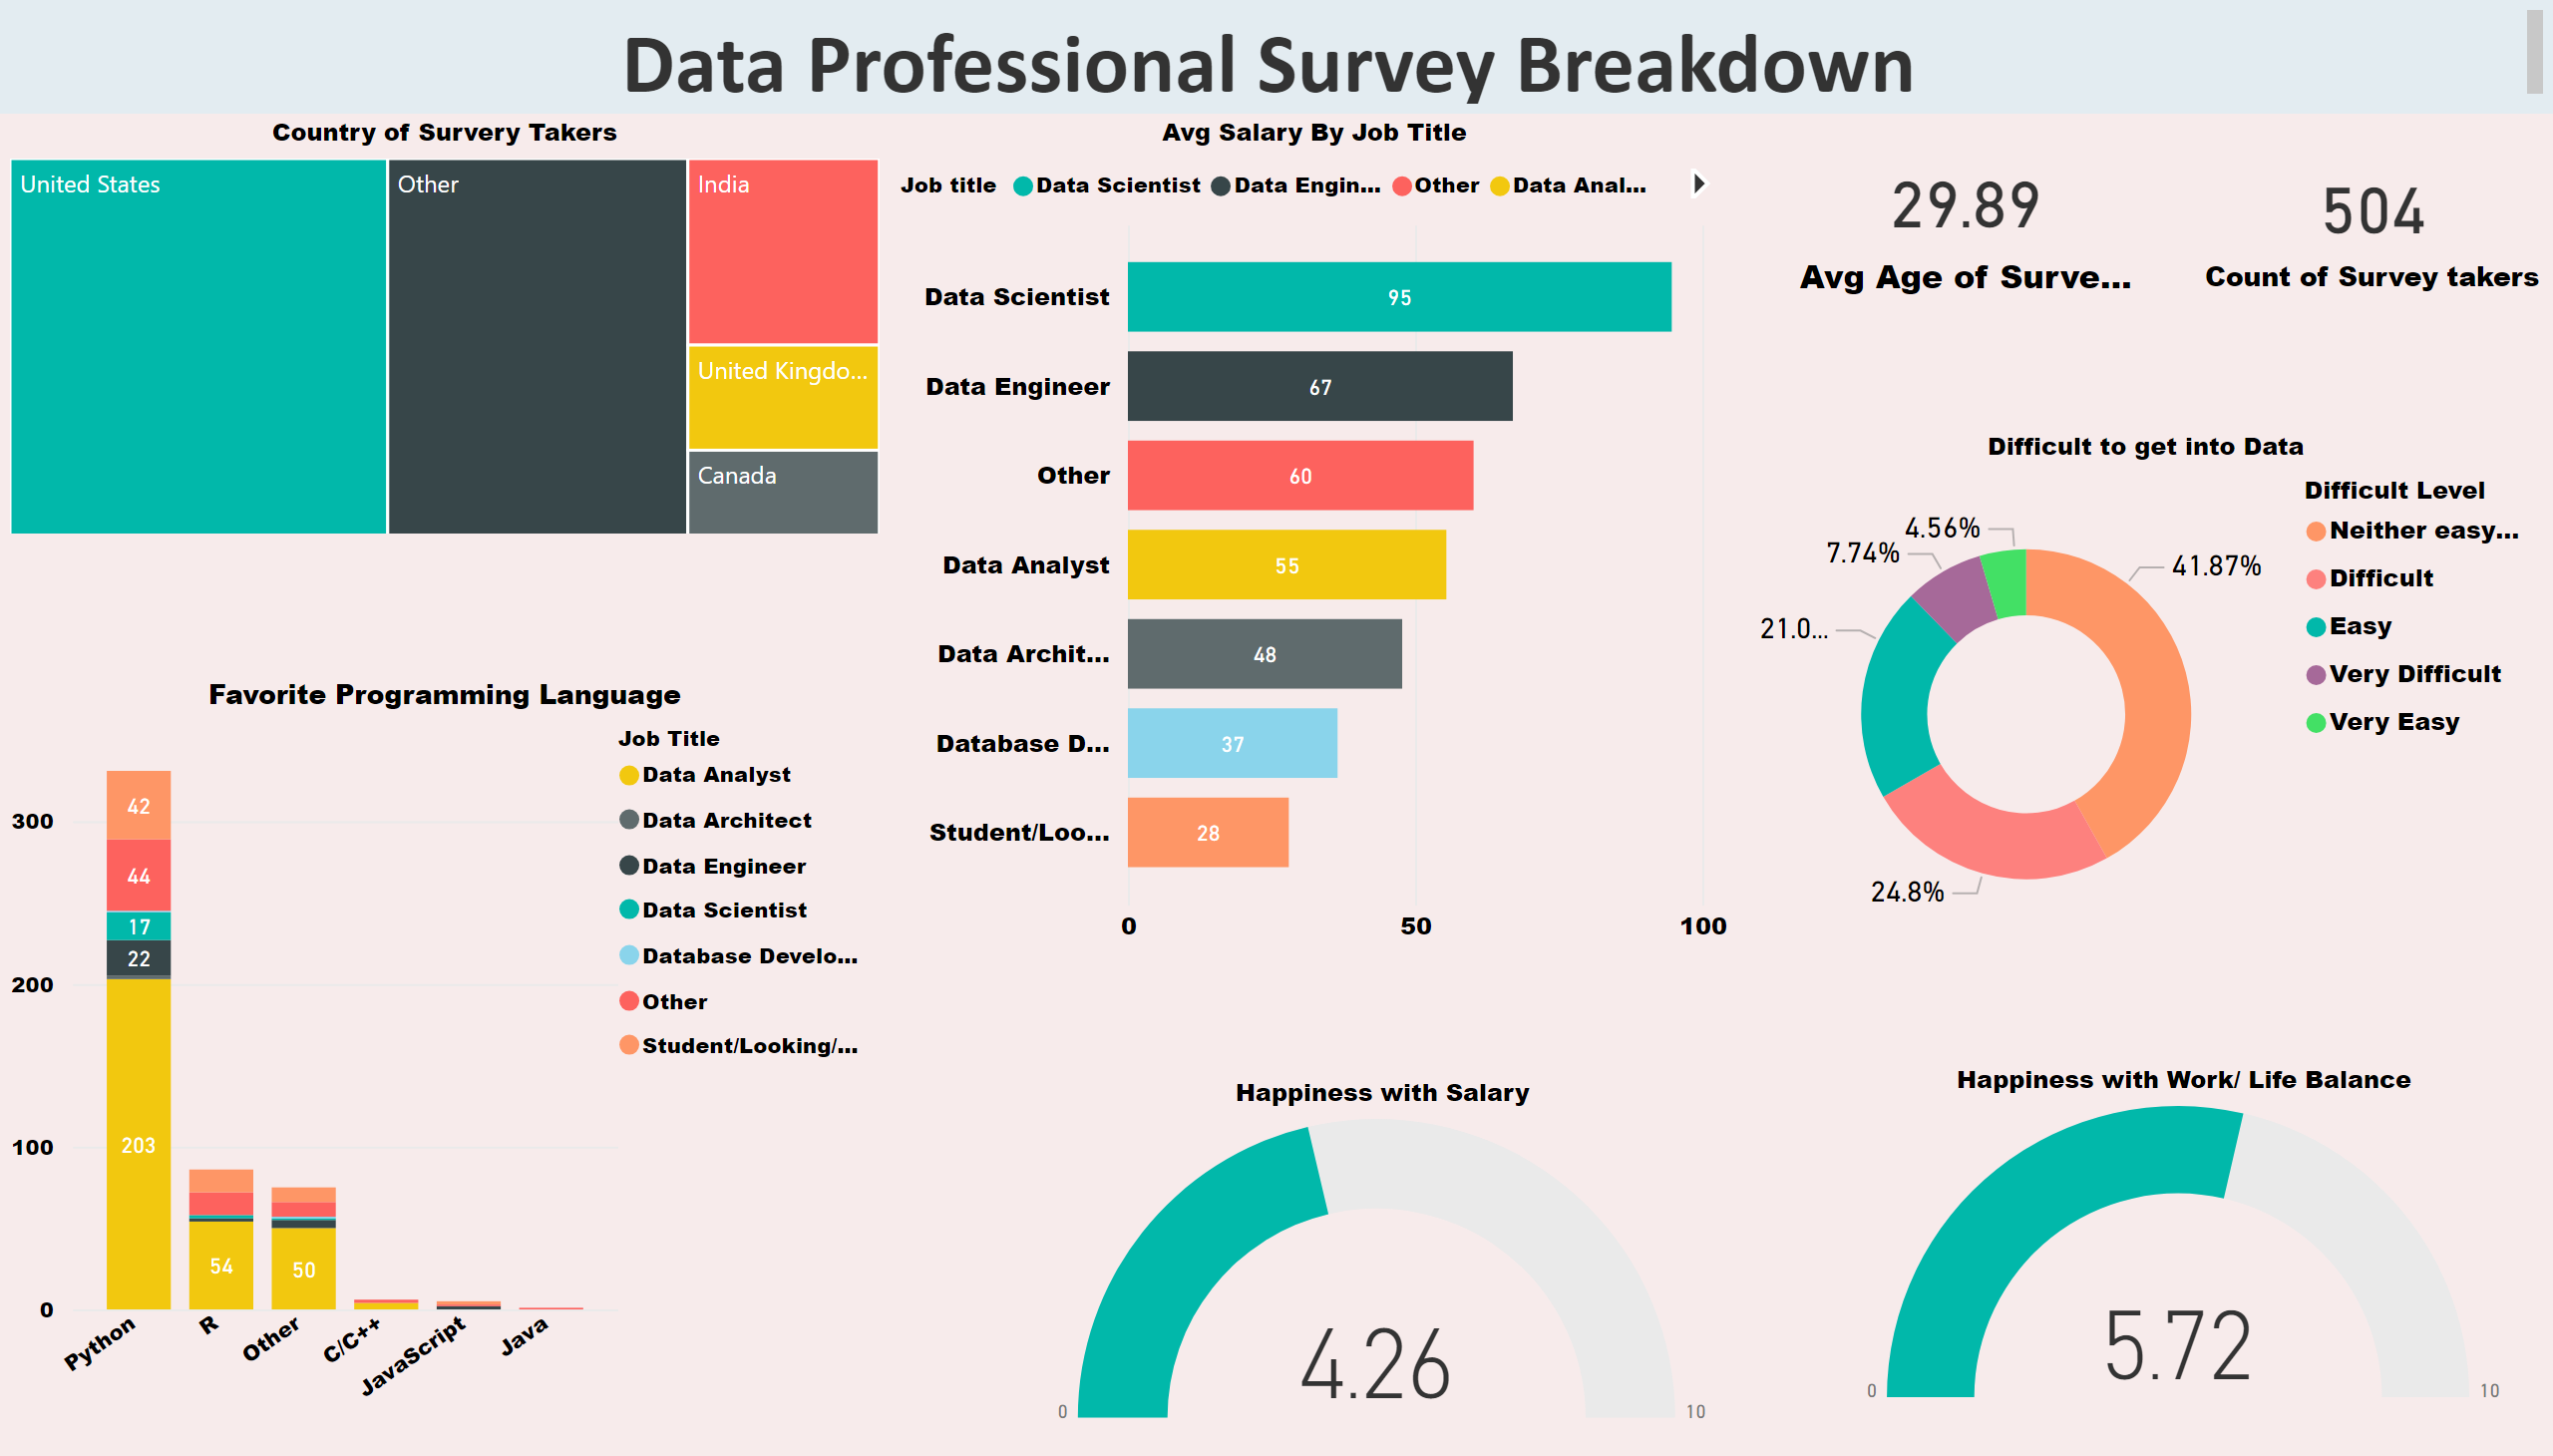 Data Professional Survey Breakdown
Country of Survery Takers
United States
Other
India
United Kingdo...
Canada
Avg Salary By Job Title
Job title Data Scientist Data Engin... Other Data Anal...
Data Scientist 95
Data Engineer 67
Other 60
Data Analyst 55
Data Archit... 48
Database D... 37
Student/Loo... 28
0 50 100
29.89
Avg Age of Surve...
504
Count of Survey takers
Difficult to get into Data
4.56%
7.74%
41.87%
21.0...
24.8%
Difficult Level
Neither easy...
Difficult
Easy
Very Difficult
Very Easy
Favorite Programming Language
Job Title
Data Analyst
Data Architect
Data Engineer
Data Scientist
Database Develo...
Other
Student/Looking/...
300
200
100
0
42
44
17
22
203
54
50
Python R Other C/C++ JavaScript Java
Happiness with Salary
4.26
0 10
Happiness with Work/ Life Balance
5.72
0 10